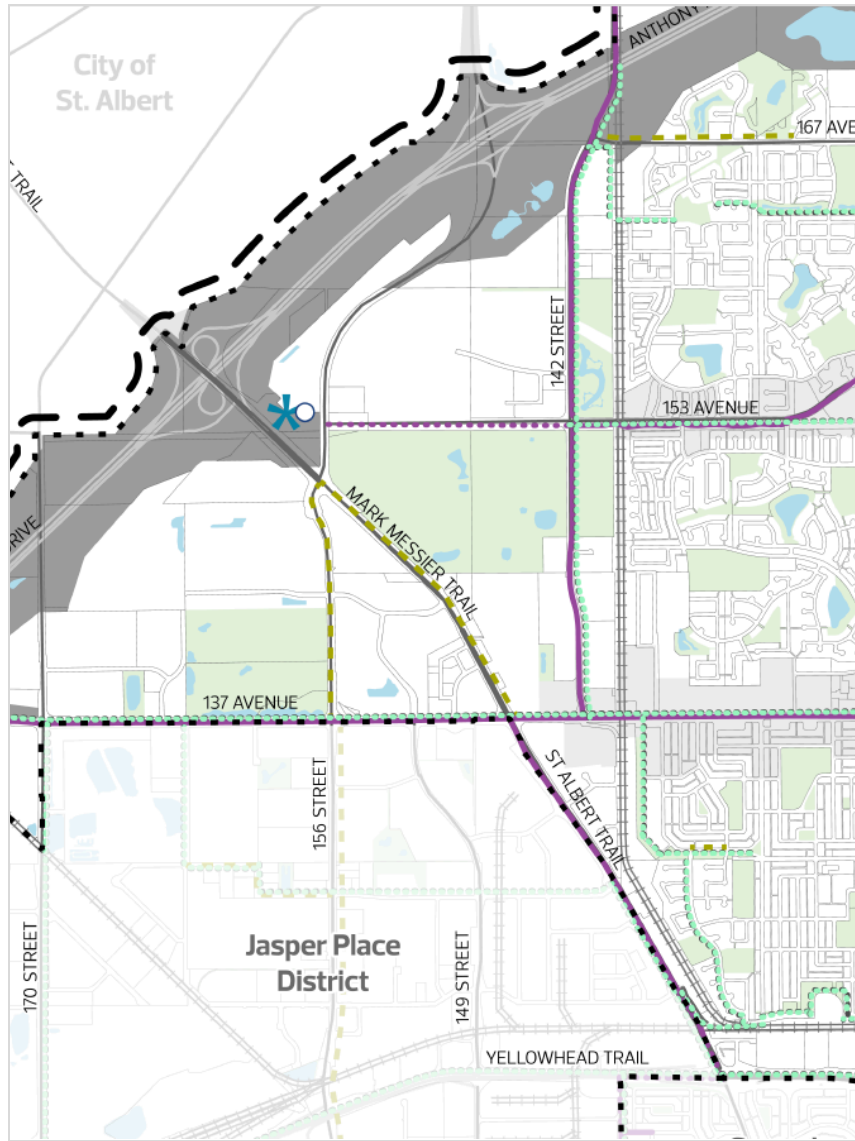 City of
St. Albert
ANTHONY
167 AVE
TRAIL
142 STREET
153 AVENUE
MARK MESSIER TRAIL
DRIVE
137 AVENUE
156 STREET
ST ALBERT TRAIL
Jasper Place
District
170 STREET
149 STREET
YELLOWHEAD TRAIL